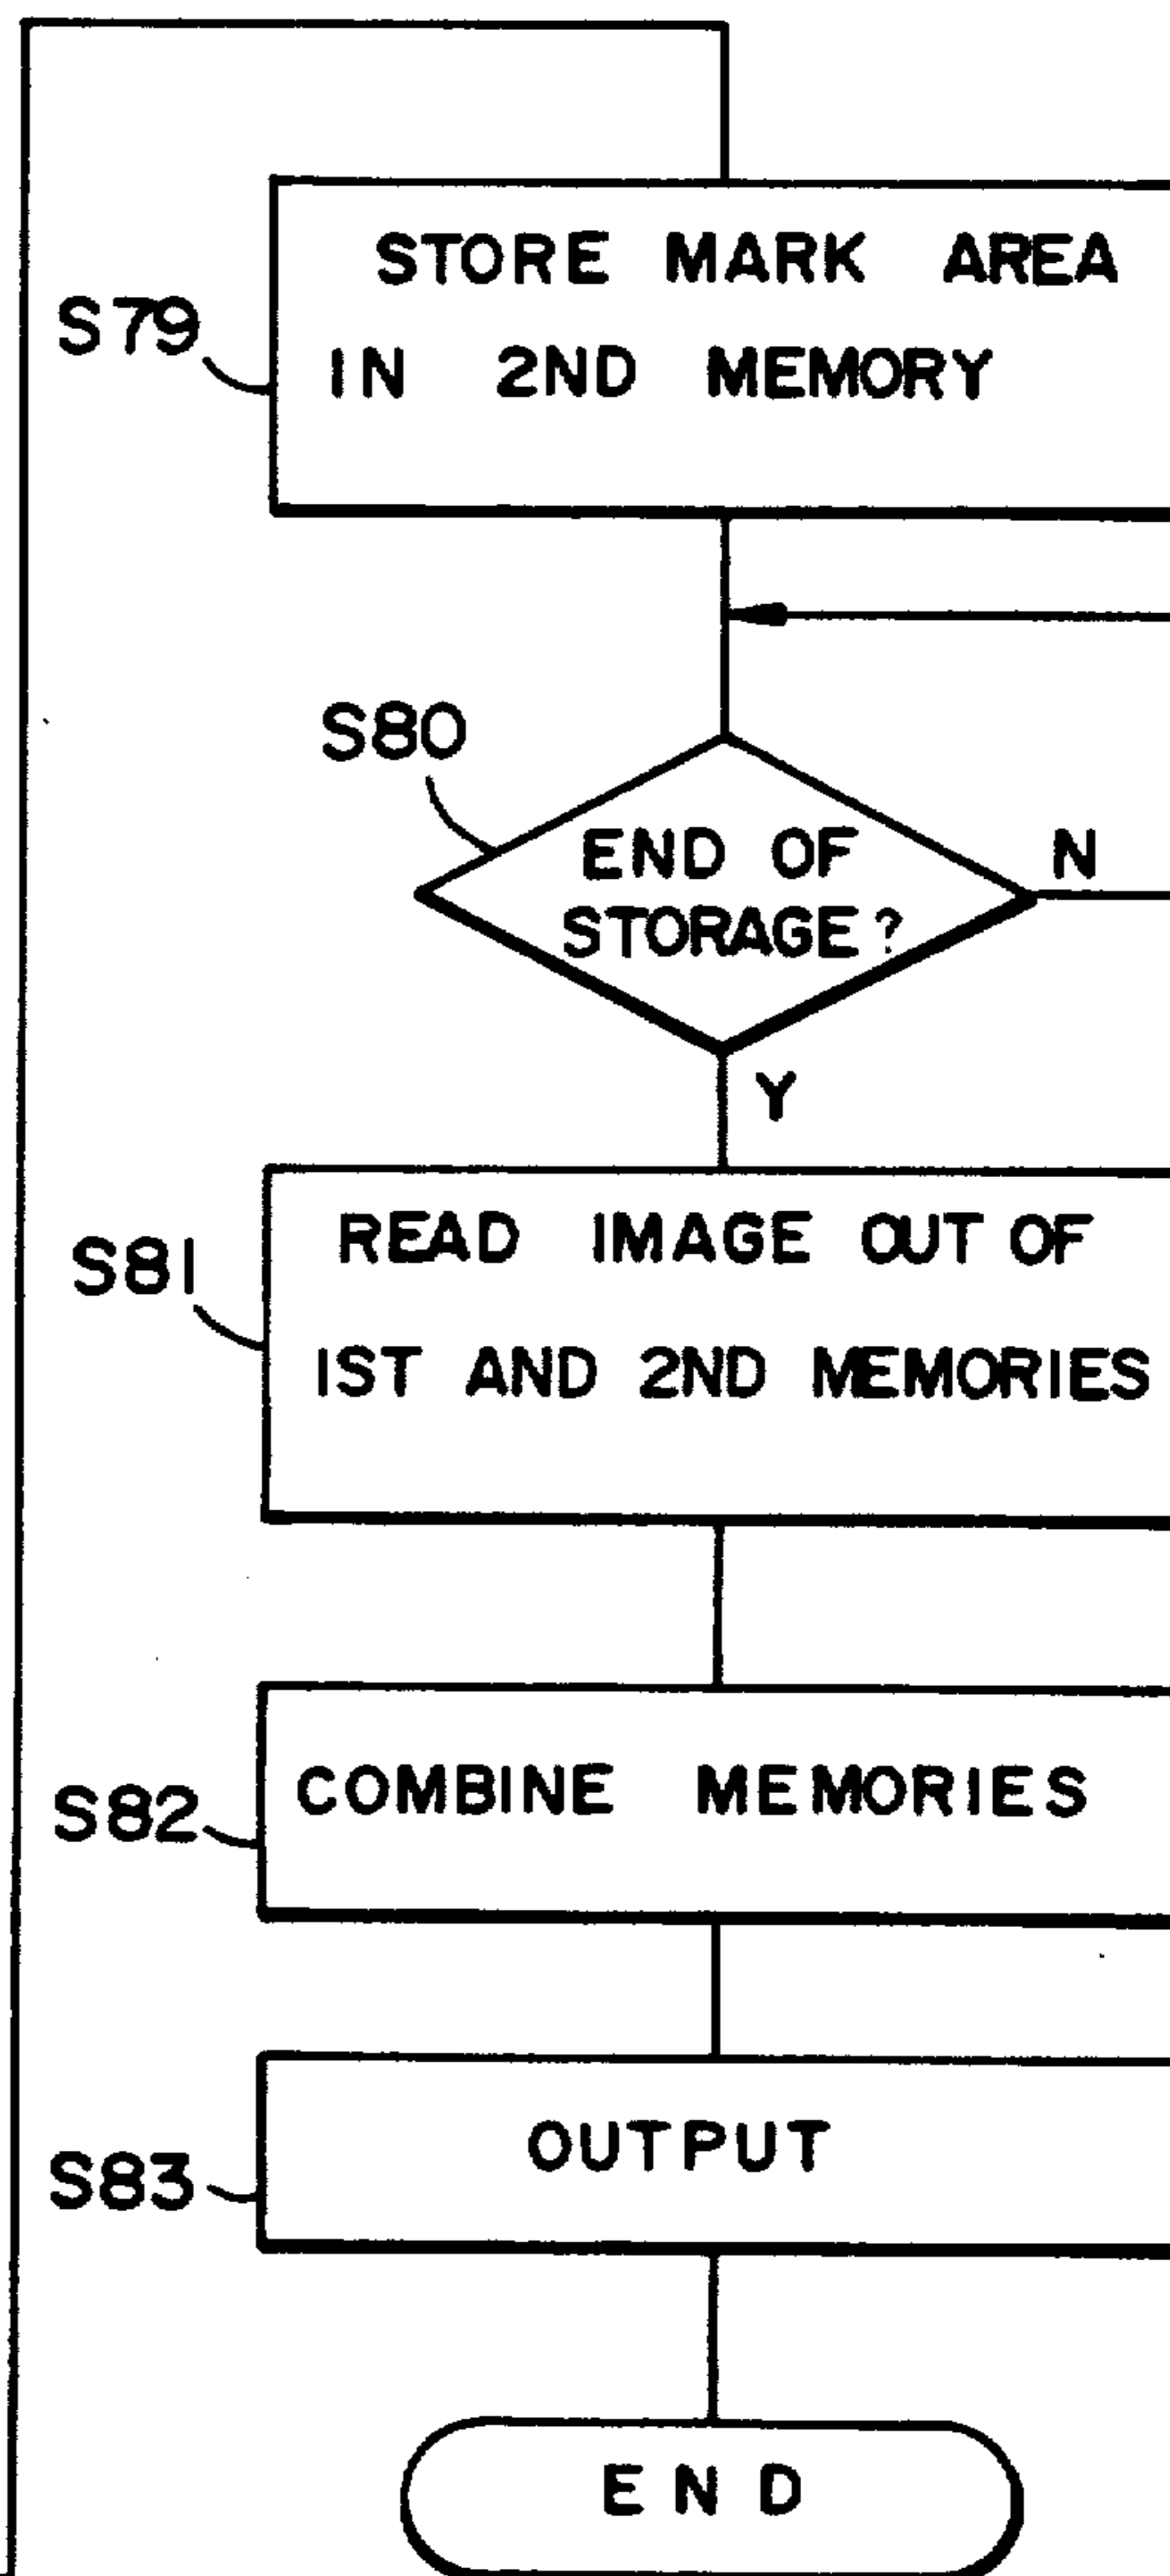 STORE MARK AREA
S79
IN 2ND MEMORY
S80
END OF
N
STORAGE?
Y
READ IMAGE OUT OF
S81
1ST AND 2ND MEMORIES
COMBINE MEMORIES
S82
OUTPUT
S83
END